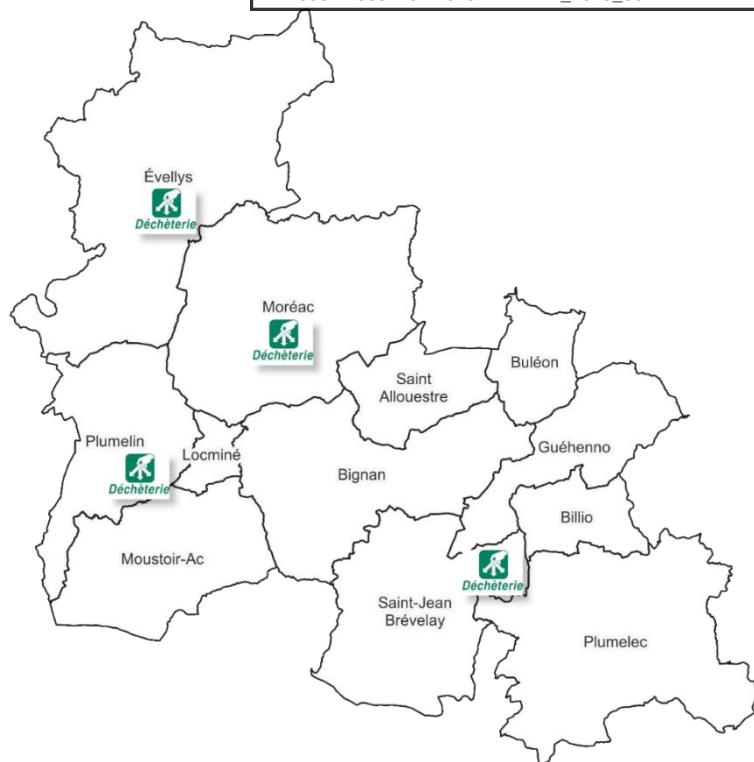 Évellys
Déchèterie
Moréac
Déchèterie
Buléon
Saint
Allouestre
Plumelin
Déchèterie
Locminé
Guéhenno
Bignan
Billio
Moustoir-Ac
Déchèterie
Saint-Jean
Brévelay
Plumelec